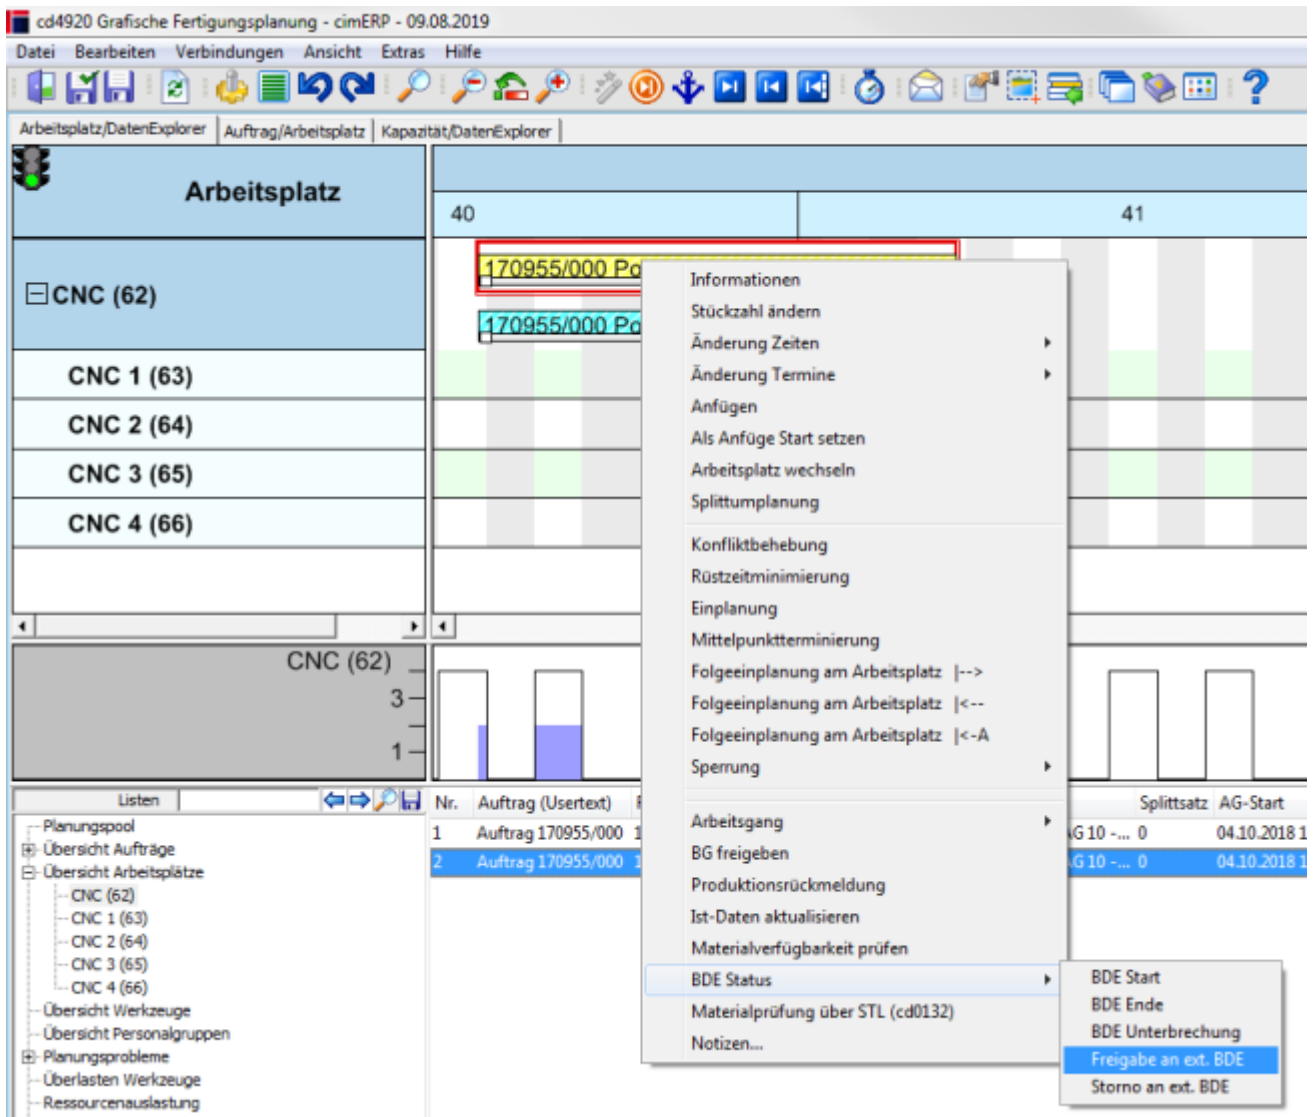 cd4920 Grafische Fertigungsplanung - cimERP - 09.08.2019
Datei Bearbeiten Verbindungen Ansicht Extras Hilfe
Arbeitsplatz/DatenExplorer Auftrag/Arbeitsplatz Kapazität/DatenExplorer
Arbeitsplatz
40 41
CNC (62)
170955/000 Po
170955/000 Po
CNC 1 (63)
CNC 2 (64)
CNC 3 (65)
CNC 4 (66)
Informationen
Stückzahl ändern
Änderung Zeiten
Änderung Termine
Anfügen
Als Anfüge Start setzen
Arbeitsplatz wechseln
Splittumplanung
Konfliktbehebung
Rüstzeitminimierung
Einplanung
Mittelpunktterminierung
Folgeeinplanung am Arbeitsplatz |-->
Folgeeinplanung am Arbeitsplatz |<--
Folgeeinplanung am Arbeitsplatz |<-A
Sperrung
Arbeitsgang
BG freigeben
Produktionsrückmeldung
Ist-Daten aktualisieren
Materialverfügbarkeit prüfen
BDE Status
Materialprüfung über STL (cd0132)
Notizen...
BDE Start
BDE Ende
BDE Unterbrechung
Freigabe an ext. BDE
Storno an ext. BDE
CNC (62)
3
1
Listen
Planungspool
Übersicht Aufträge
Übersicht Arbeitsplätze
CNC (62)
CNC 1 (63)
CNC 2 (64)
CNC 3 (65)
CNC 4 (66)
Übersicht Werkzeuge
Übersicht Personalgruppen
Planungsprobleme
Überlasten Werkzeuge
Ressourcenauslastung
Nr. Auftrag (Usertext) Splittsatz AG-Start
1 Auftrag 170955/000 1 G 10 -... 0 04.10.2018 1
2 Auftrag 170955/000 1 G 10 -... 0 04.10.2018 1